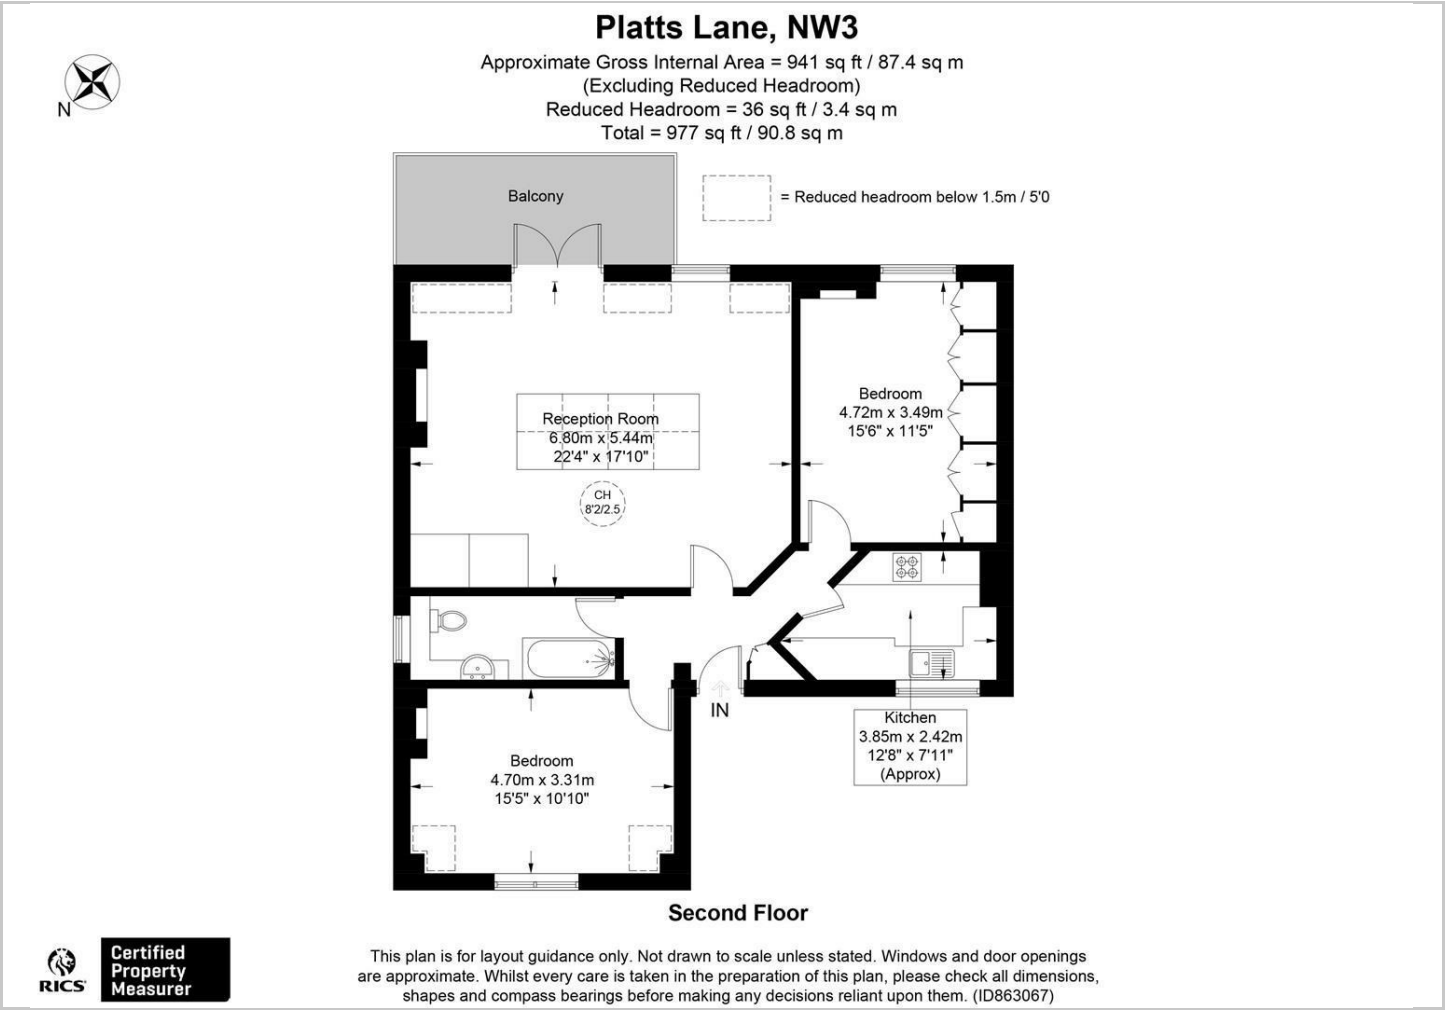 Platts Lane, NW3
Approximate Gross Internal Area = 941 sq ft / 87.4 sq m
(Excluding Reduced Headroom)
Reduced Headroom = 36 sq ft / 3.4 sq m
Total = 977 sq ft / 90.8 sq m
N
Balcony
= Reduced headroom below 1.5m / 5'0
Reception Room
6.80m x 5.44m
22'4" x 17'10"
CH
8'2/2.5
Bedroom
4.72m x 3.49m
15'6" x 11'5"
IN
Kitchen
3.85m x 2.42m
12'8" x 7'11"
(Approx)
Bedroom
4.70m x 3.31m
15'5" x 10'10"
Second Floor
RICS
Certified
Property
Measurer
This plan is for layout guidance only. Not drawn to scale unless stated. Windows and door openings
are approximate. Whilst every care is taken in the preparation of this plan, please check all dimensions,
shapes and compass bearings before making any decisions reliant upon them. (ID863067)